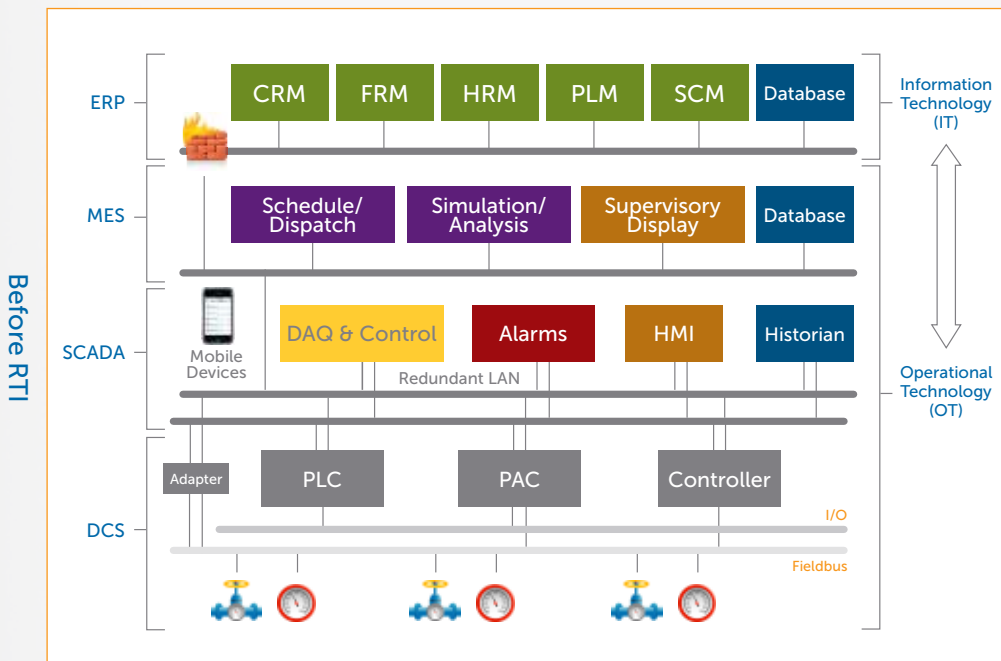 Before RTI
ERP
CRM
FRM
HRM
PLM
SCM
Database
Information
Technology
(IT)
MES
Schedule/
Dispatch
Simulation/
Analysis
Supervisory
Display
Database
SCADA
Mobile
Devices
DAQ & Control
Alarms
HMI
Historian
Redundant LAN
Operational
Technology
(OT)
DCS
Adapter
PLC
PAC
Controller
I/O
Fieldbus